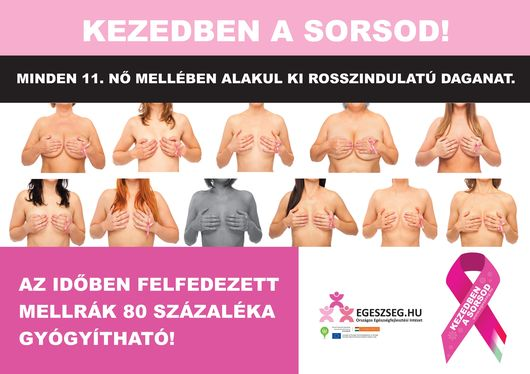 KEZEDBEN A SORSOD!
MINDEN 11. NŐ MELLÉBEN ALAKUL KI ROSSZINDULATÚ DAGANAT.
AZ IDŐBEN FELFEDEZETT
MELLRÁK 80 SZÁZALÉKA
GYÓGYÍTHATÓ!
EGESZSEG.HU
Országos Egészségfejlesztési Intézet
KEZEDBEN
A SORSOD